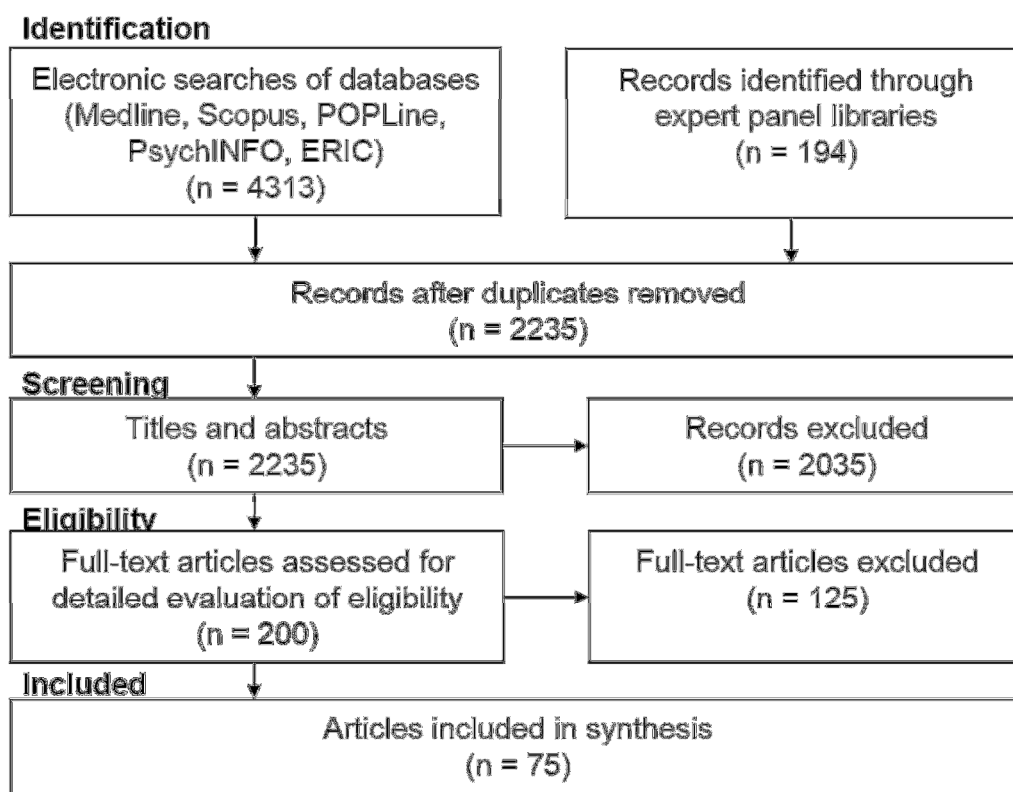 Identification
Electronic searches of databases
(Medline, Scopus, POPLine,
PsychINFO, ERIC)
(n = 4313)
Records identified through
expert panel libraries
(n = 194)
Records after duplicates removed
(n = 2235)
Screening
Titles and abstracts
(n = 2235)
Records excluded
(n = 2035)
Eligibility
Full-text articles assessed for
detailed evaluation of eligibility
(n = 200)
Full-text articles excluded
(n = 125)
Included
Articles included in synthesis
(n = 75)